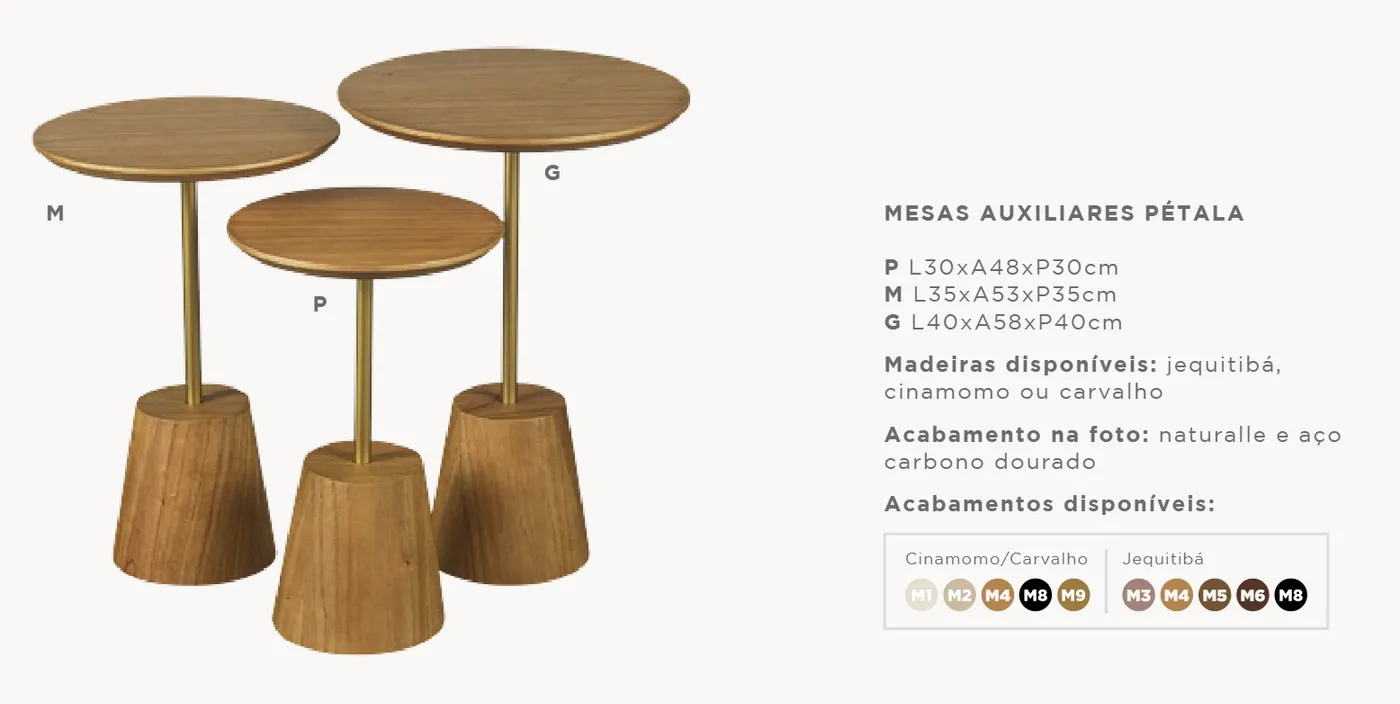 G
M
P
MESAS AUXILIARES PÉTALA
P L30xA48xP30cm
M L35xA53xP35cm
G L40xA58xP40cm
Madeiras disponíveis: jequitibá,
cinamomo ou carvalho
Acabamento na foto: naturalle e aço
carbono dourado
Acabamentos disponíveis:
Cinamomo/Carvalho
M1 M2 M4 M8 M9
Jequitibá
M3 M4 M5 M6 M8